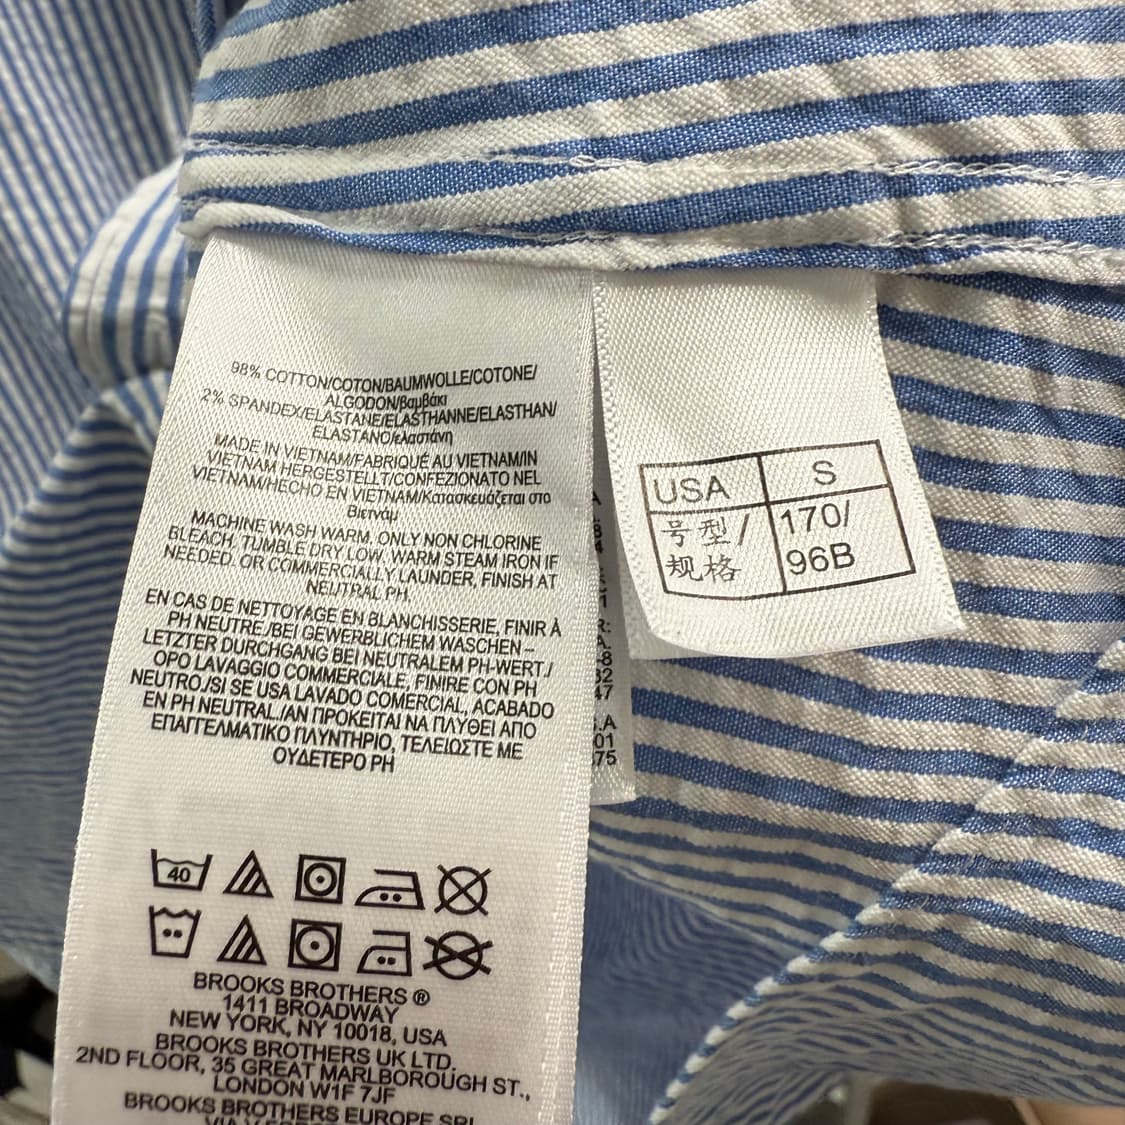 98% COTTON/COTON/BAUMWOLLE/COTONE/
ALGODON/βαμβάκι
2% SPANDEX/ELASTANE/ELASTHANNE/ELASTHAN/
ELASTANO/ελαστάνη
MADE IN VIETNAM/FABRIQUÉ AU VIETNAM/IN
VIETNAM HERGESTELLT/CONFEZIONATO NEL
VIETNAM/HECHO EN VIETNAM/Κατασκευάζεται στο
Βιετνάμ
MACHINE WASH WARM. ONLY NON CHLORINE
BLEACH. TUMBLE DRY LOW. WARM STEAM IRON IF
NEEDED. OR COMMERCIALLY LAUNDER, FINISH AT
NEUTRAL PH.
EN CAS DE NETTOYAGE EN BLANCHISSERIE, FINIR À
PH NEUTRE./BEI GEWERBLICHEM WASCHEN –
LETZTER DURCHGANG BEI NEUTRALEM PH-WERT./
OPO LAVAGGIO COMMERCIALE, FINIRE CON PH
NEUTRO./SI SE USA LAVADO COMERCIAL, ACABADO
EN PH NEUTRAL./ΑΝ ΠΡΟΚΕΙΤΑΙ ΝΑ ΠΛΥΘΕΙ ΑΠΟ
ΕΠΑΓΓΕΛΜΑΤΙΚΟ ΠΛΥΝΤΗΡΙΟ, ΤΕΛΕΙΩΣΤΕ ΜΕ
ΟΥΔΕΤΕΡΟ PH
40
BROOKS BROTHERS ®
1411 BROADWAY
NEW YORK, NY 10018, USA
BROOKS BROTHERS UK LTD.
2ND FLOOR, 35 GREAT MARLBOROUGH ST.,
LONDON W1F 7JF
BROOKS BROTHERS EUROPE SRL
USA S
号型/ 170/
规格 96B